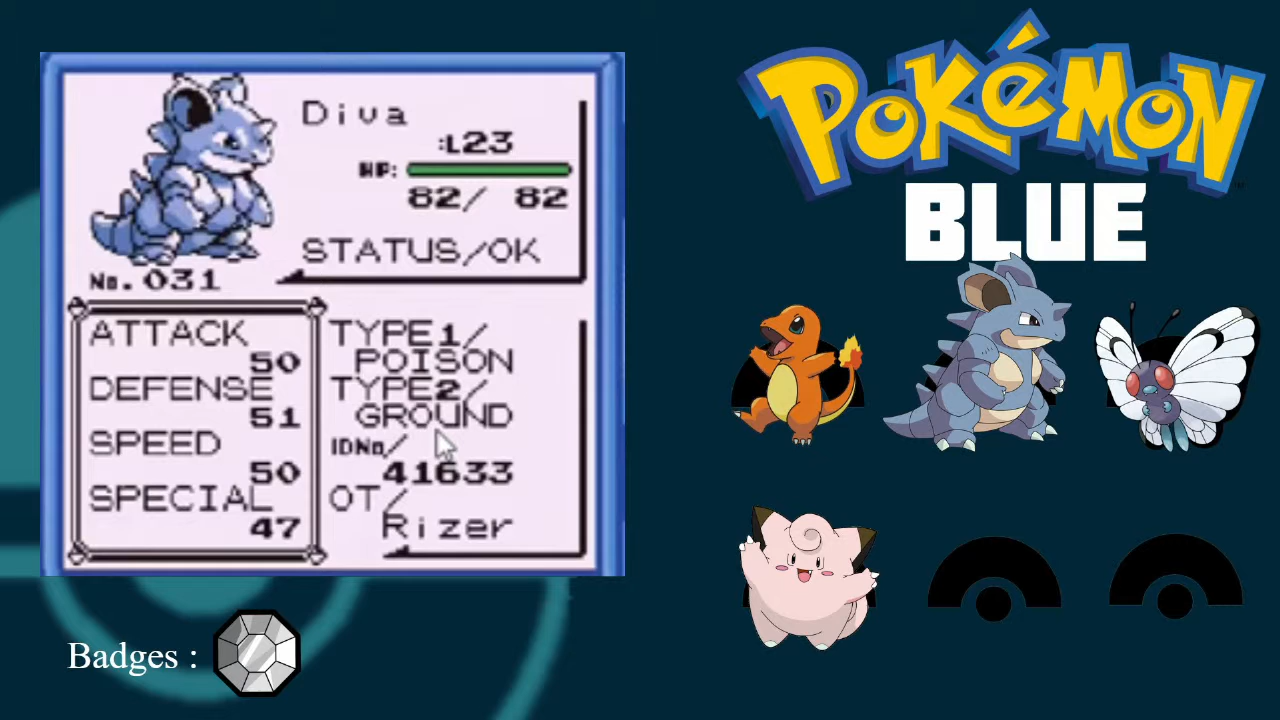 Diva
:L23
HP:
82/ 82
STATUS/OK
No.031
ATTACK
50
DEFENSE
51
SPEED
50
SPECIAL
47
TYPE1/
POISON
TYPE2/
GROUND
IDNo/
41633
OT/
Rizer
POKéMON
BLUE
Badges :